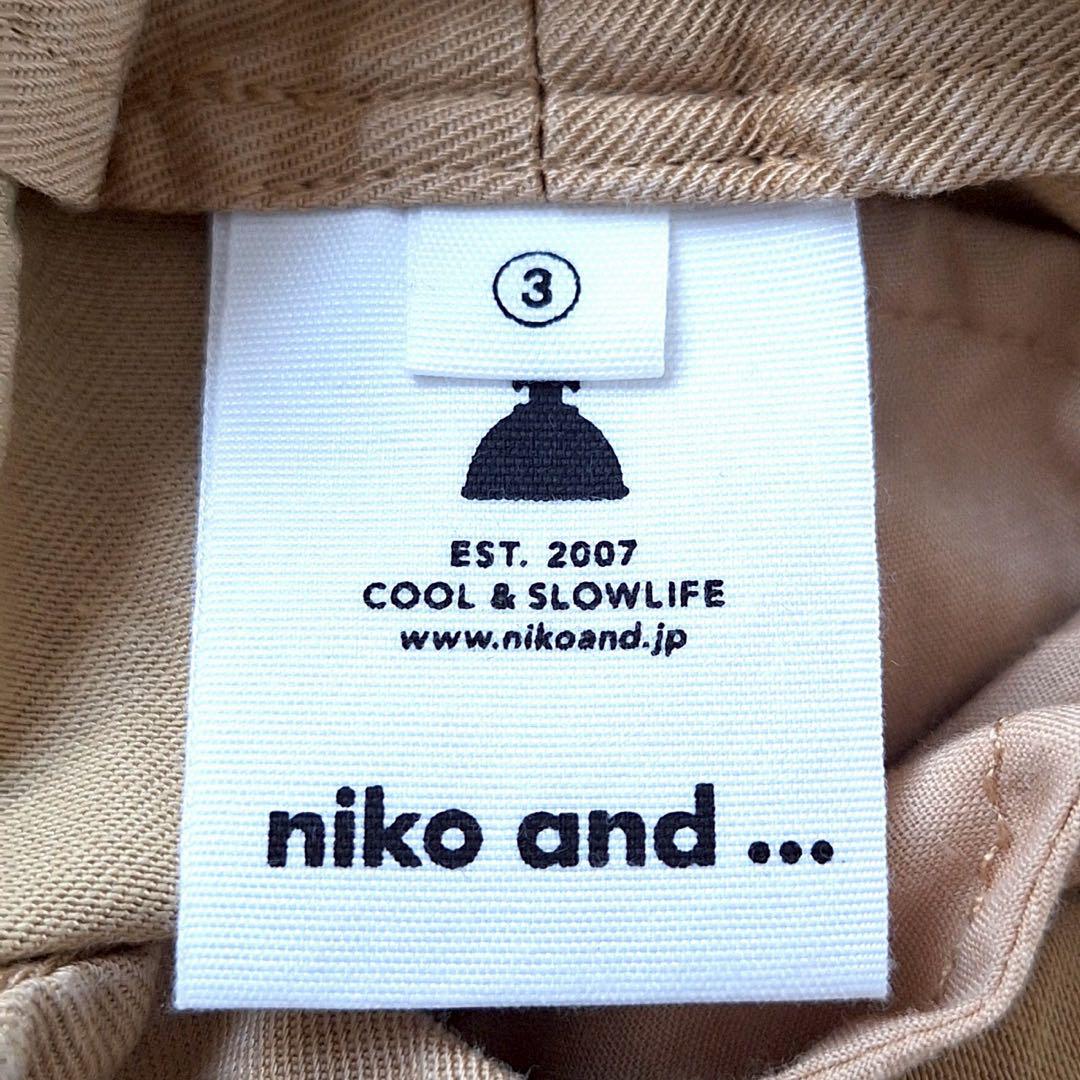 3
EST. 2007
COOL & SLOWLIFE
www.nikoand.jp
niko and ...